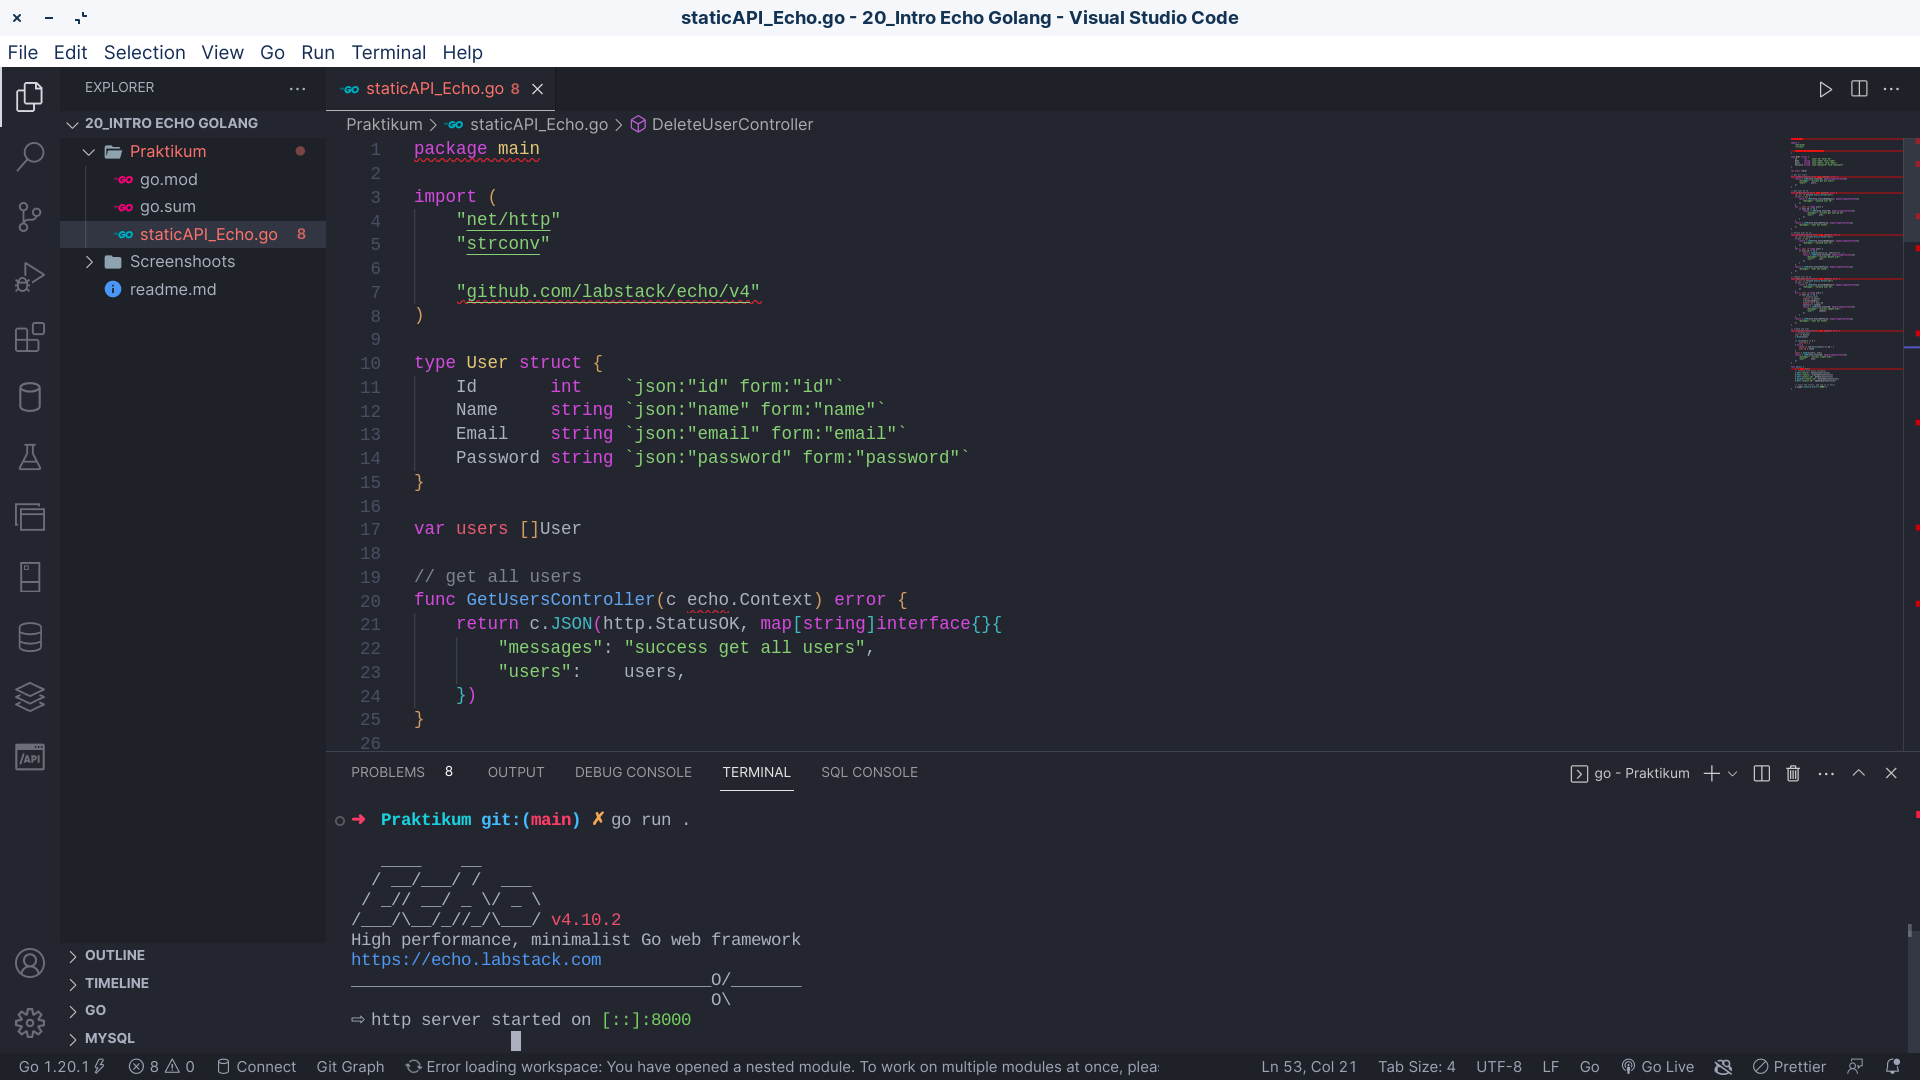 staticAPI_Echo.go - 20_Intro Echo Golang - Visual Studio Code
File Edit Selection View Go Run Terminal Help
EXPLORER
20_INTRO ECHO GOLANG
Praktikum
go.mod
go.sum
staticAPI_Echo.go 8
Screenshoots
readme.md
OUTLINE
TIMELINE
GO
MYSQL
staticAPI_Echo.go 8
Praktikum > staticAPI_Echo.go > DeleteUserController
1 package main
2
3 import (
4 "net/http"
5 "strconv"
6
7 "github.com/labstack/echo/v4"
8 )
9
10 type User struct {
11 Id int `json:"id" form:"id"`
12 Name string `json:"name" form:"name"`
13 Email string `json:"email" form:"email"`
14 Password string `json:"password" form:"password"`
15 }
16
17 var users []User
18
19 // get all users
20 func GetUsersController(c echo.Context) error {
21 return c.JSON(http.StatusOK, map[string]interface{}{
22 "messages": "success get all users",
23 "users": users,
24 })
25 }
26
PROBLEMS 8 OUTPUT DEBUG CONSOLE TERMINAL SQL CONSOLE
go - Praktikum
➜ Praktikum git:(main) ✗ go run .
   ____    __
  / __/___/ /  ___
 / _// __/ _ \/ _ \
/___/\__/_//_/\___/ v4.10.2
High performance, minimalist Go web framework
https://echo.labstack.com
____________________________________O/_______
                                    O\
⇨ http server started on [::]:8000
Go 1.20.1 8 0 Connect Git Graph Error loading workspace: You have opened a nested module. To work on multiple modules at once, plea Ln 53, Col 21 Tab Size: 4 UTF-8 LF Go Go Live Prettier